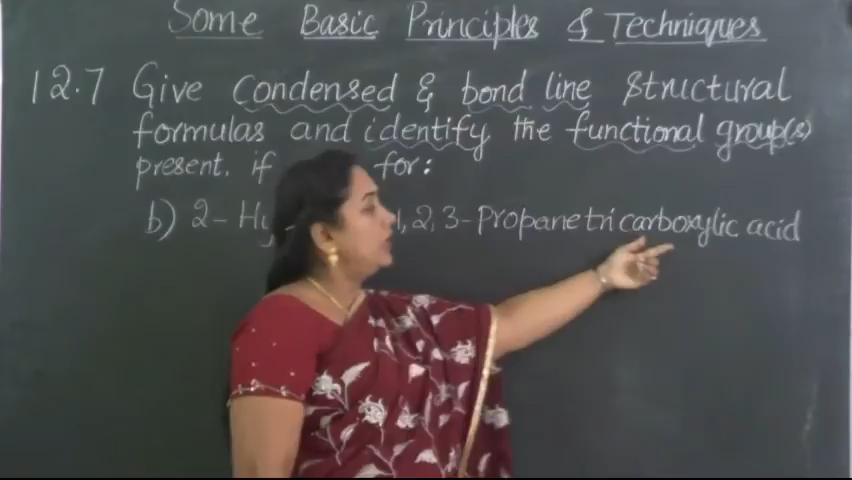 Some Basic Principles & Techniques
12.7 Give Condensed & bond line structural
formulas and identify the functional group(s)
present, if for:
b) 2- Hy 1, 2, 3- Propanetricarboxylic acid